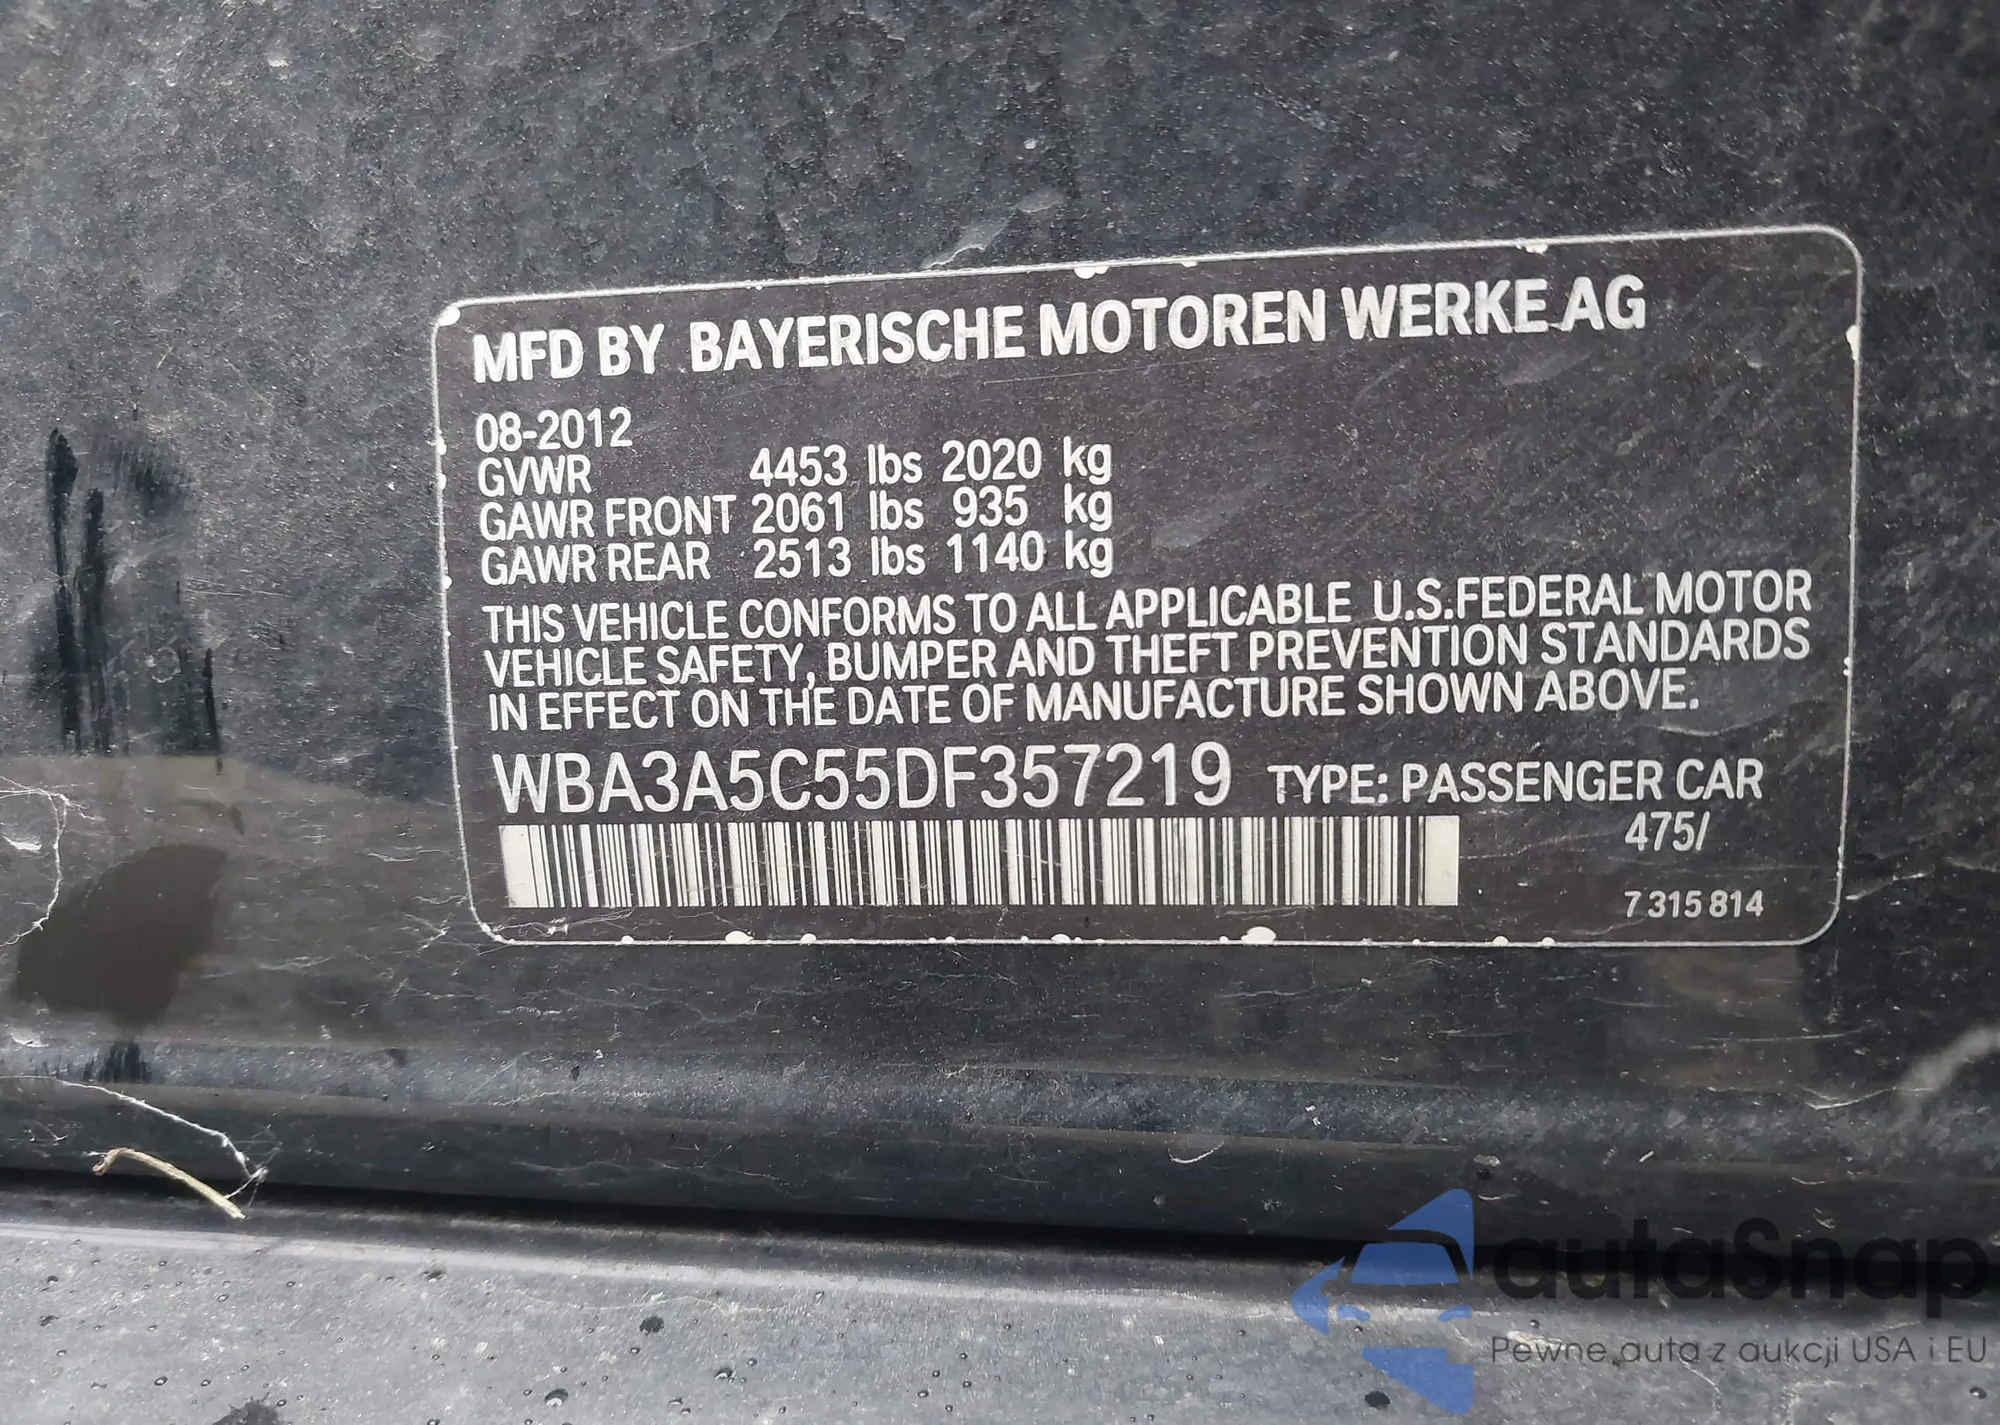 MFD BY BAYERISCHE MOTOREN WERKE AG
08-2012
GVWR 4453 lbs 2020 kg
GAWR FRONT 2061 lbs 935 kg
GAWR REAR 2513 lbs 1140 kg
THIS VEHICLE CONFORMS TO ALL APPLICABLE U.S.FEDERAL MOTOR
VEHICLE SAFETY, BUMPER AND THEFT PREVENTION STANDARDS
IN EFFECT ON THE DATE OF MANUFACTURE SHOWN ABOVE.
WBA3A5C55DF357219 TYPE: PASSENGER CAR
475/
7 315 814
autaSnap
Pewne auta z aukcji USA i EU